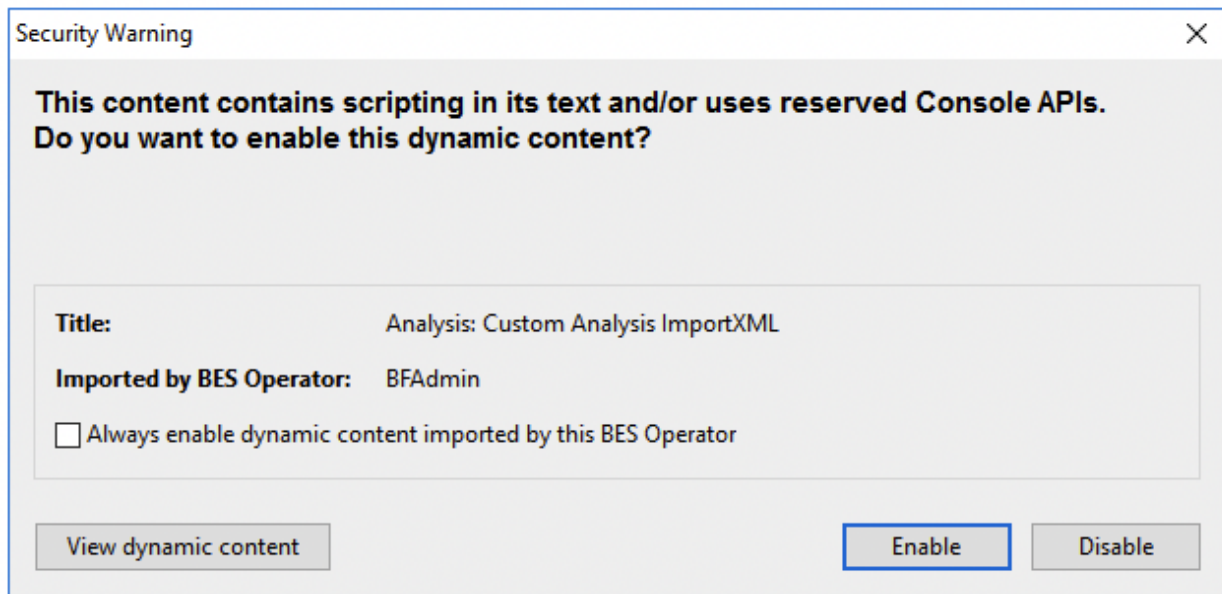 Security Warning
This content contains scripting in its text and/or uses reserved Console APIs.
Do you want to enable this dynamic content?
Title: Analysis: Custom Analysis ImportXML
Imported by BES Operator: BFAdmin
Always enable dynamic content imported by this BES Operator
View dynamic content Enable Disable